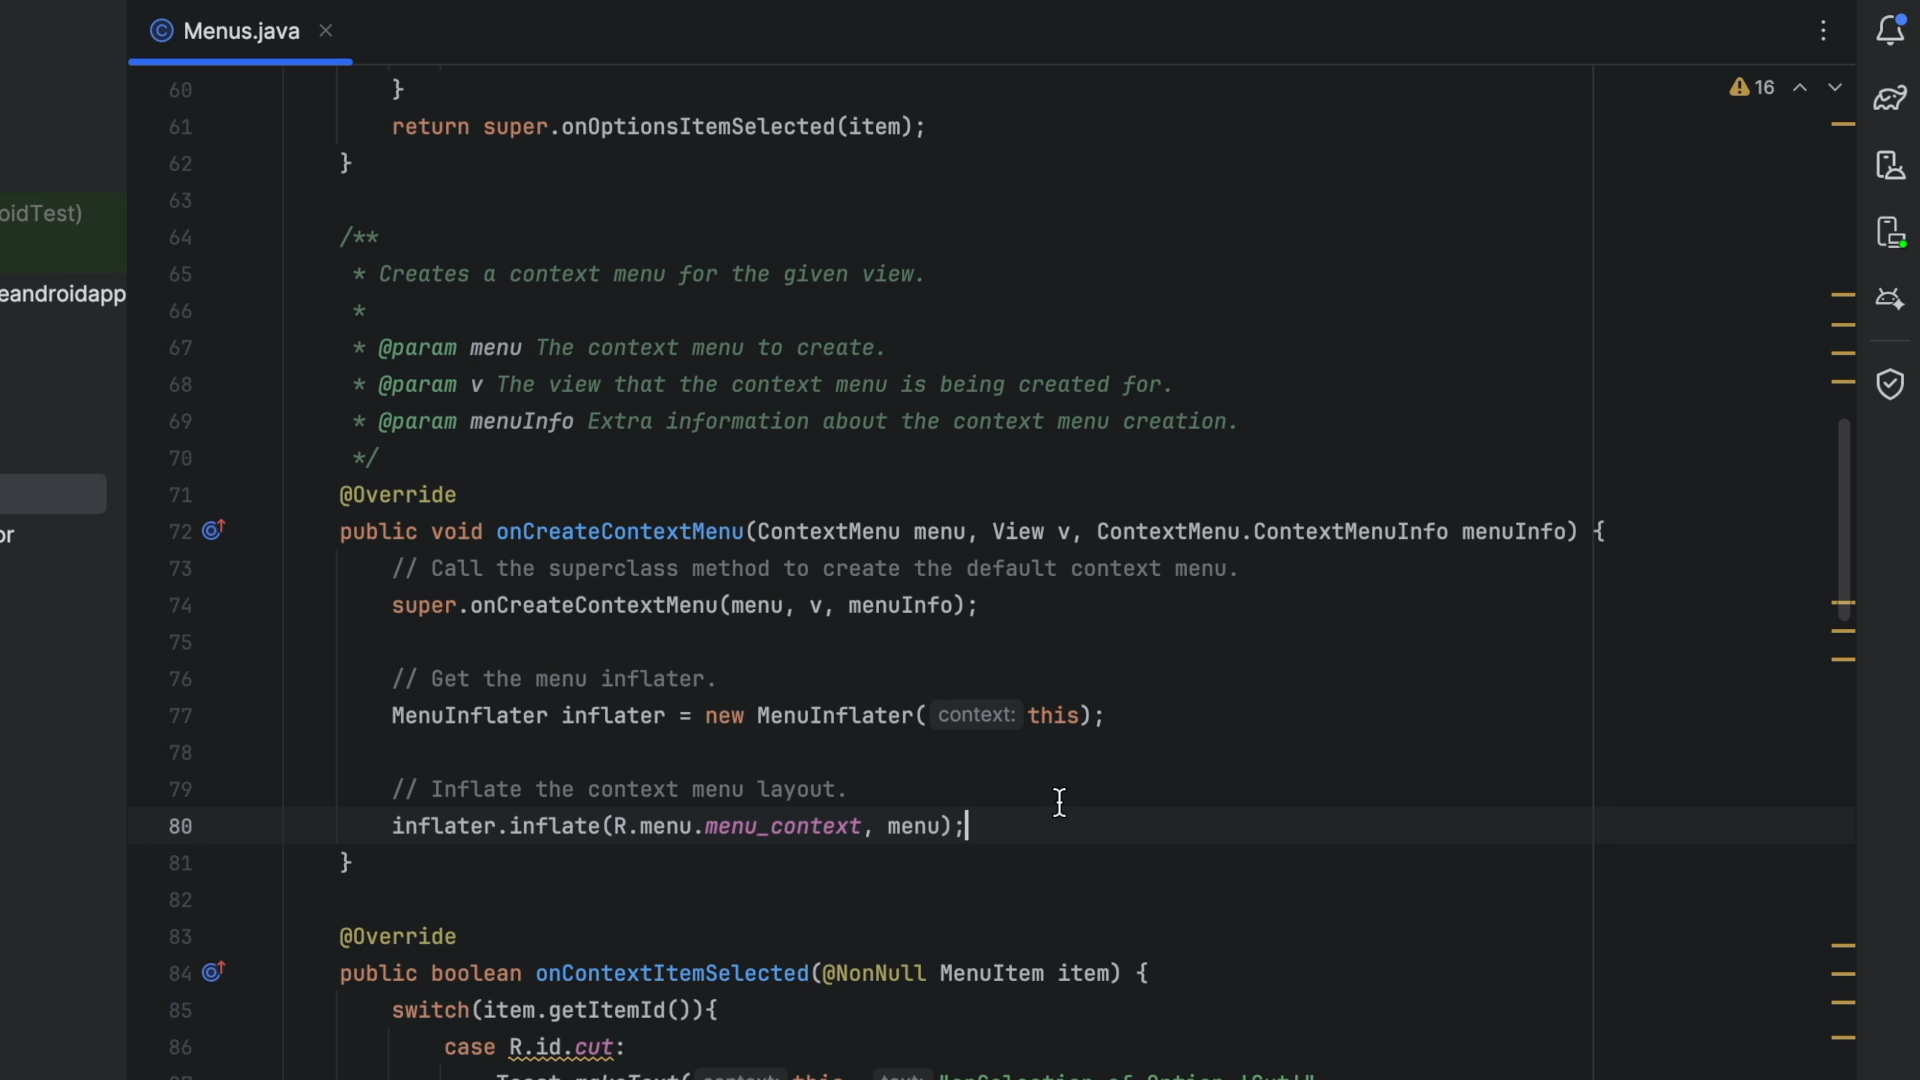 Menus.java
16
oidTest)
eandroidapp
or
60 }
61 return super.onOptionsItemSelected(item);
62 }
63
64 /**
65 * Creates a context menu for the given view.
66 *
67 * @param menu The context menu to create.
68 * @param v The view that the context menu is being created for.
69 * @param menuInfo Extra information about the context menu creation.
70 */
71 @Override
72 public void onCreateContextMenu(ContextMenu menu, View v, ContextMenu.ContextMenuInfo menuInfo) {
73 // Call the superclass method to create the default context menu.
74 super.onCreateContextMenu(menu, v, menuInfo);
75
76 // Get the menu inflater.
77 MenuInflater inflater = new MenuInflater( context: this);
78
79 // Inflate the context menu layout.
80 inflater.inflate(R.menu.menu_context, menu);
81 }
82
83 @Override
84 public boolean onContextItemSelected(@NonNull MenuItem item) {
85 switch(item.getItemId()){
86 case R.id.cut: